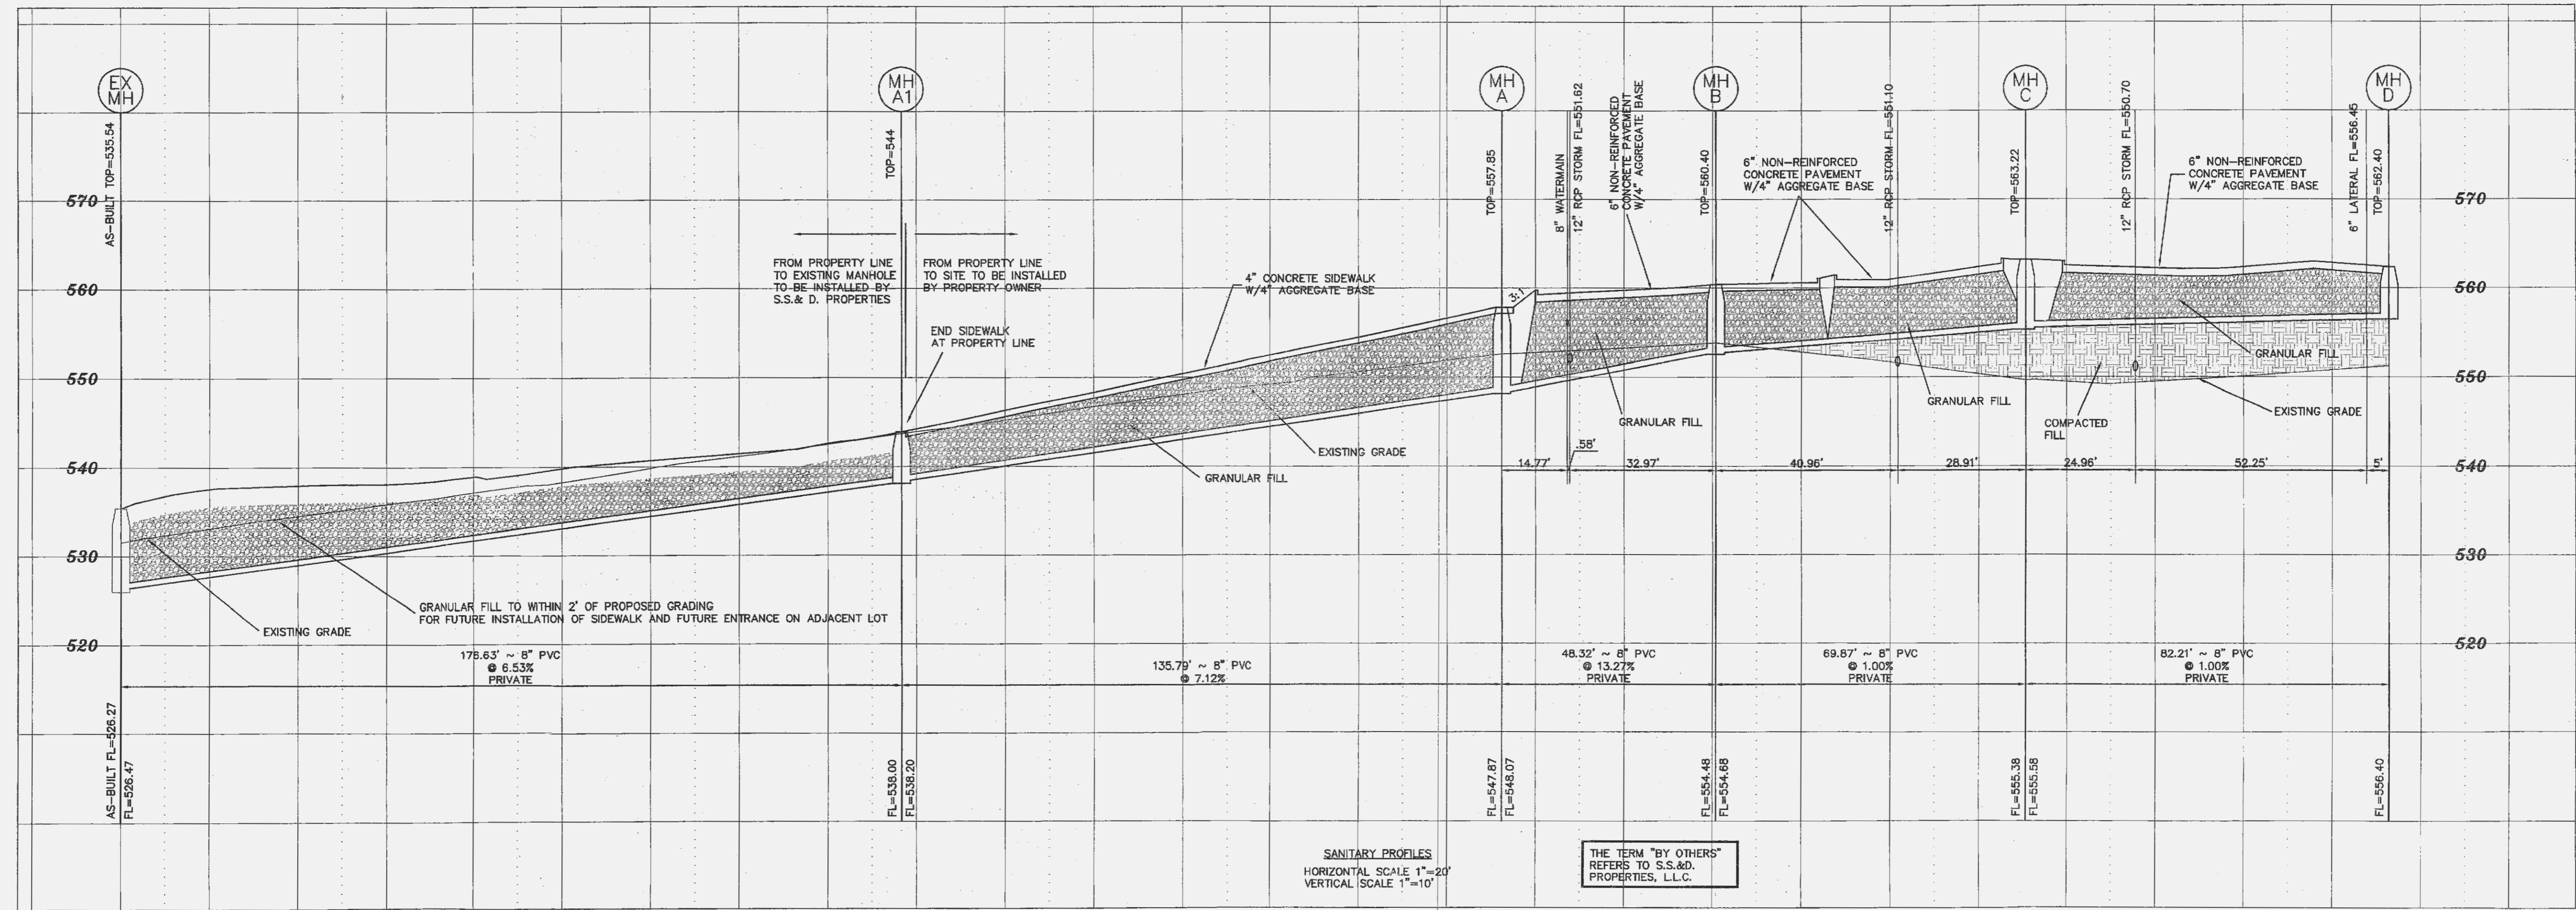 EX
MH
MH
A1
MH
A
MH
B
MH
C
MH
D
AS-BUILT TOP=535.54
TOP=544
TOP=557.85
8" WATERMAIN
12" RCP STORM FL=551.62
6" NON-REINFORCED
CONCRETE PAVEMENT
W/4" AGGREGATE BASE
TOP=560.40
6" NON-REINFORCED
CONCRETE PAVEMENT
W/4" AGGREGATE BASE
12" RCP STORM FL=551.10
TOP=563.22
12" RCP STORM FL=550.70
6" NON-REINFORCED
CONCRETE PAVEMENT
W/4" AGGREGATE BASE
6" LATERAL FL=556.45
TOP=562.40
570
570
FROM PROPERTY LINE
TO EXISTING MANHOLE
TO BE INSTALLED BY
S.S.& D. PROPERTIES
FROM PROPERTY LINE
TO SITE TO BE INSTALLED
BY PROPERTY OWNER
4" CONCRETE SIDEWALK
W/4" AGGREGATE BASE
3:1
560
560
END SIDEWALK
AT PROPERTY LINE
GRANULAR FILL
550
550
GRANULAR FILL
GRANULAR FILL
COMPACTED
FILL
EXISTING GRADE
EXISTING GRADE
GRANULAR FILL
.58'
540
14.77'
32.97'
40.96'
28.91'
24.96'
52.25'
5'
540
530
530
GRANULAR FILL TO WITHIN 2' OF PROPOSED GRADING
FOR FUTURE INSTALLATION OF SIDEWALK AND FUTURE ENTRANCE ON ADJACENT LOT
EXISTING GRADE
520
520
176.63' ~ 8" PVC
@ 6.53%
PRIVATE
135.79' ~ 8" PVC
@ 7.12%
48.32' ~ 8" PVC
@ 13.27%
PRIVATE
69.87' ~ 8" PVC
@ 1.00%
PRIVATE
82.21' ~ 8" PVC
@ 1.00%
PRIVATE
AS-BUILT FL=526.27
FL=526.47
FL=538.00
FL=538.20
FL=547.87
FL=548.07
FL=554.48
FL=554.68
FL=555.38
FL=555.58
FL=556.40
SANITARY PROFILES
HORIZONTAL SCALE 1"=20'
VERTICAL SCALE 1"=10'
THE TERM "BY OTHERS"
REFERS TO S.S.&D.
PROPERTIES, L.L.C.